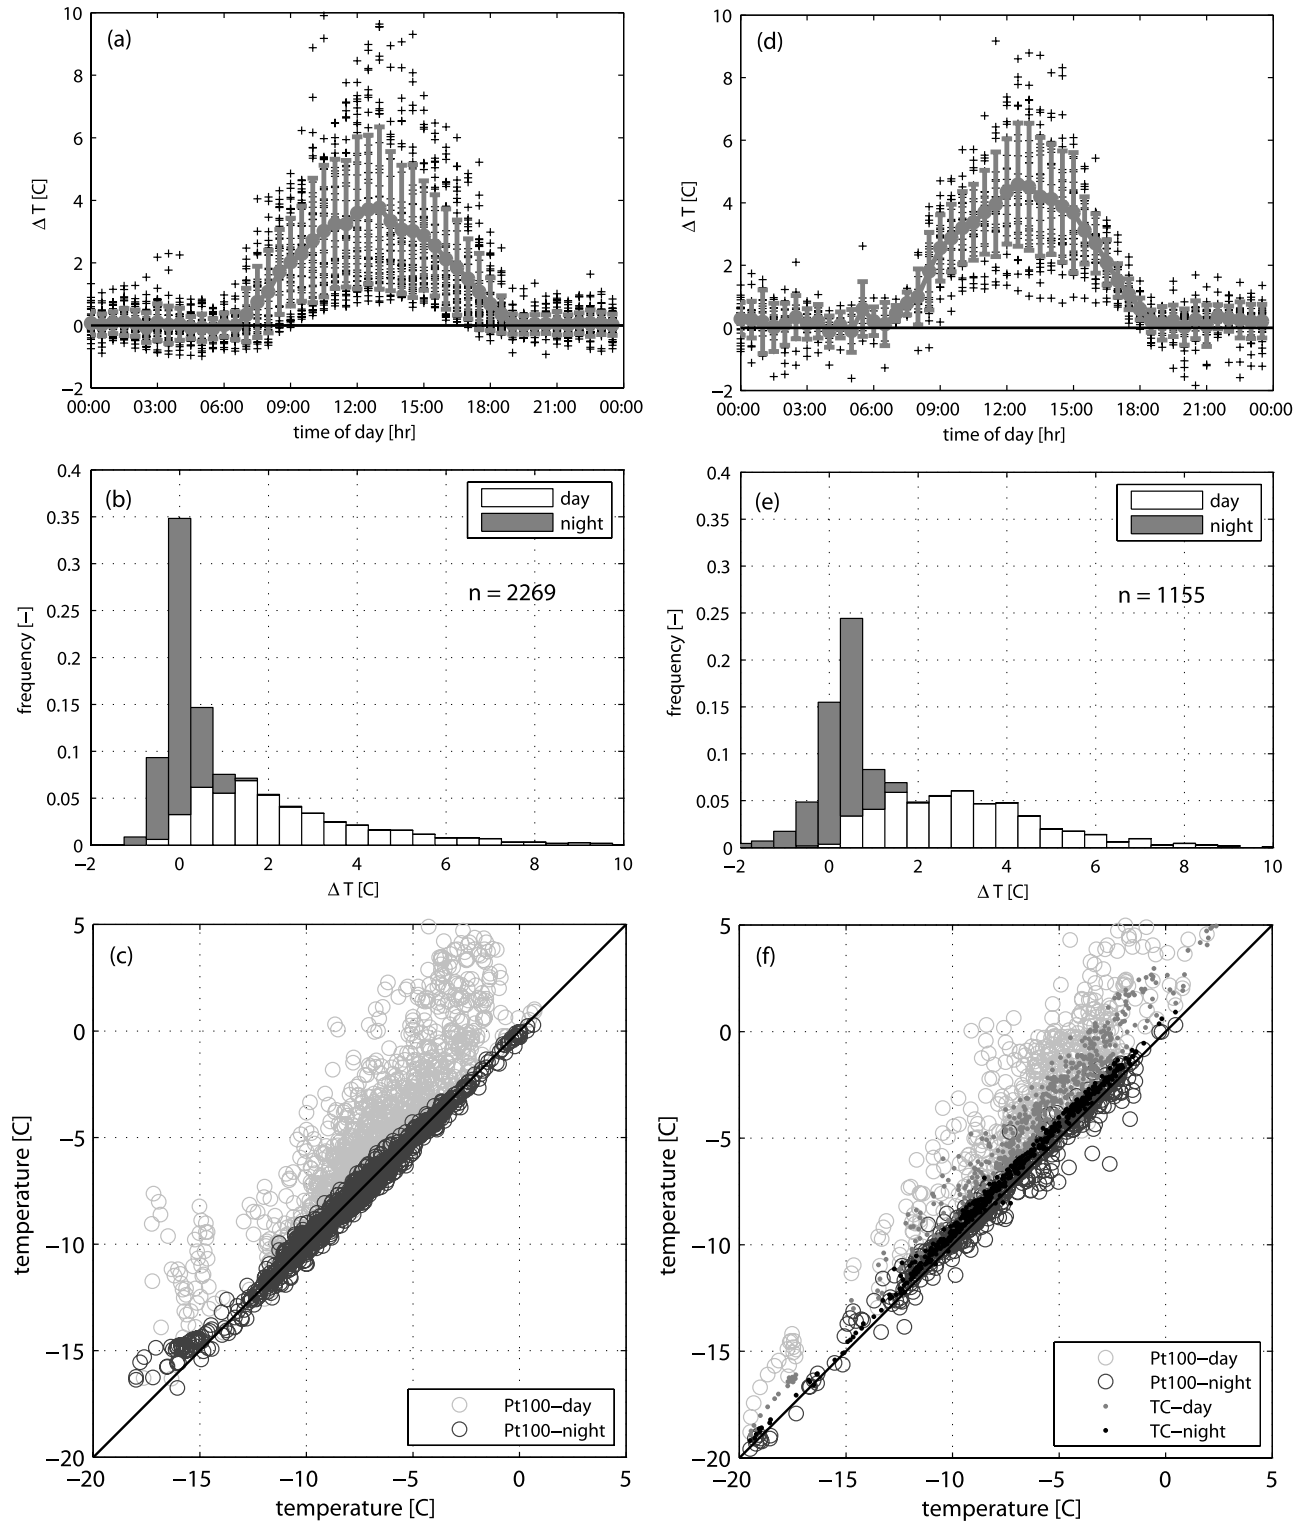 (a)
10
8
6
4
2
0
−2
Δ T [C]
00:00 03:00 06:00 09:00 12:00 15:00 18:00 21:00 00:00
time of day [hr]
(d)
10
8
6
4
2
0
−2
Δ T [C]
00:00 03:00 06:00 09:00 12:00 15:00 18:00 21:00 00:00
time of day [hr]
(b)
day
night
n = 2269
0.4
0.35
0.3
0.25
0.2
0.15
0.1
0.05
0
frequency [−]
−2 0 2 4 6 8 10
Δ T [C]
(e)
day
night
n = 1155
0.4
0.35
0.3
0.25
0.2
0.15
0.1
0.05
0
frequency [−]
−2 0 2 4 6 8 10
Δ T [C]
(c)
5
0
−5
−10
−15
−20
temperature [C]
Pt100−day
Pt100−night
−20 −15 −10 −5 0 5
temperature [C]
(f)
5
0
−5
−10
−15
−20
temperature [C]
Pt100−day
Pt100−night
TC−day
TC−night
−20 −15 −10 −5 0 5
temperature [C]